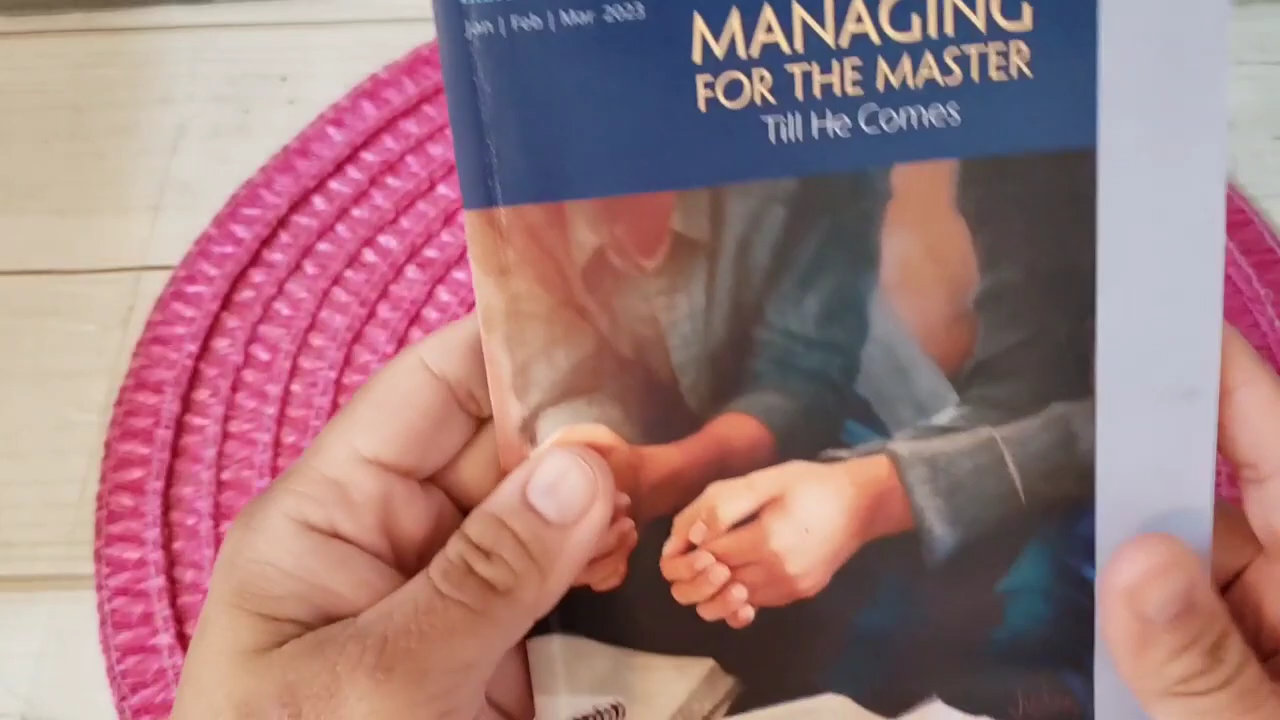 Jan | Feb | Mar 2023
MANAGING
FOR THE MASTER
Till He Comes